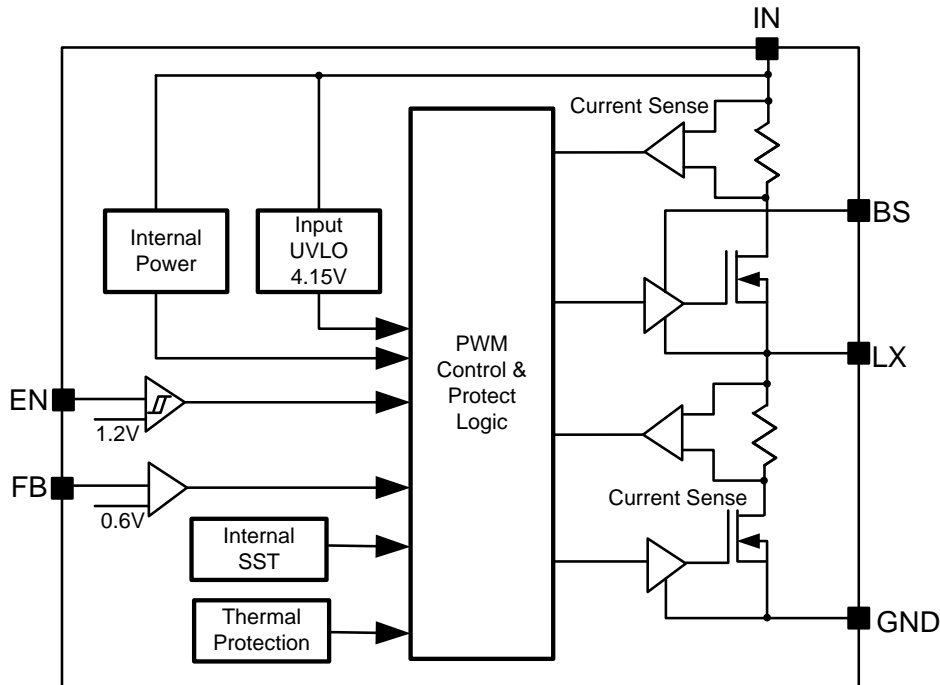 IN
Current Sense
BS
Internal
Power
Input
UVLO
4.15V
PWM
Control &
Protect
Logic
LX
EN
1.2V
FB
0.6V
Current Sense
Internal
SST
Thermal
Protection
GND